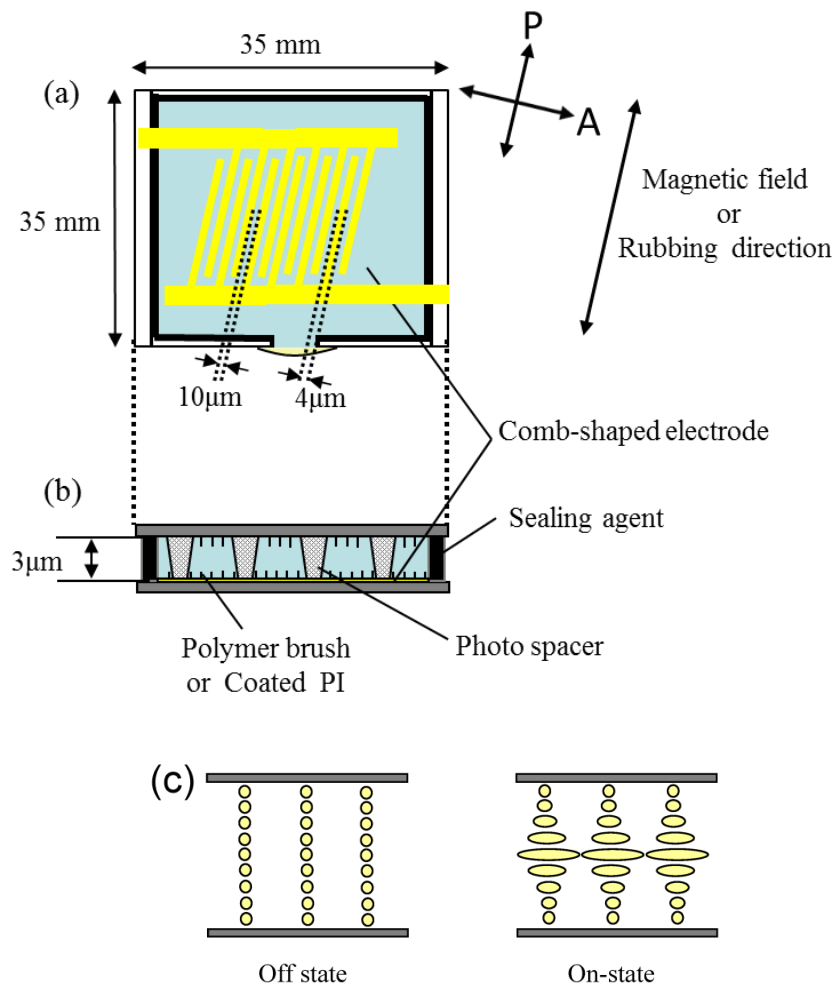 35 mm
P
(a)
A
35 mm
Magnetic field
or
Rubbing direction
10μm
4μm
Comb-shaped electrode
(b)
Sealing agent
3μm
Polymer brush
or Coated PI
Photo spacer
(c)
Off state
On-state